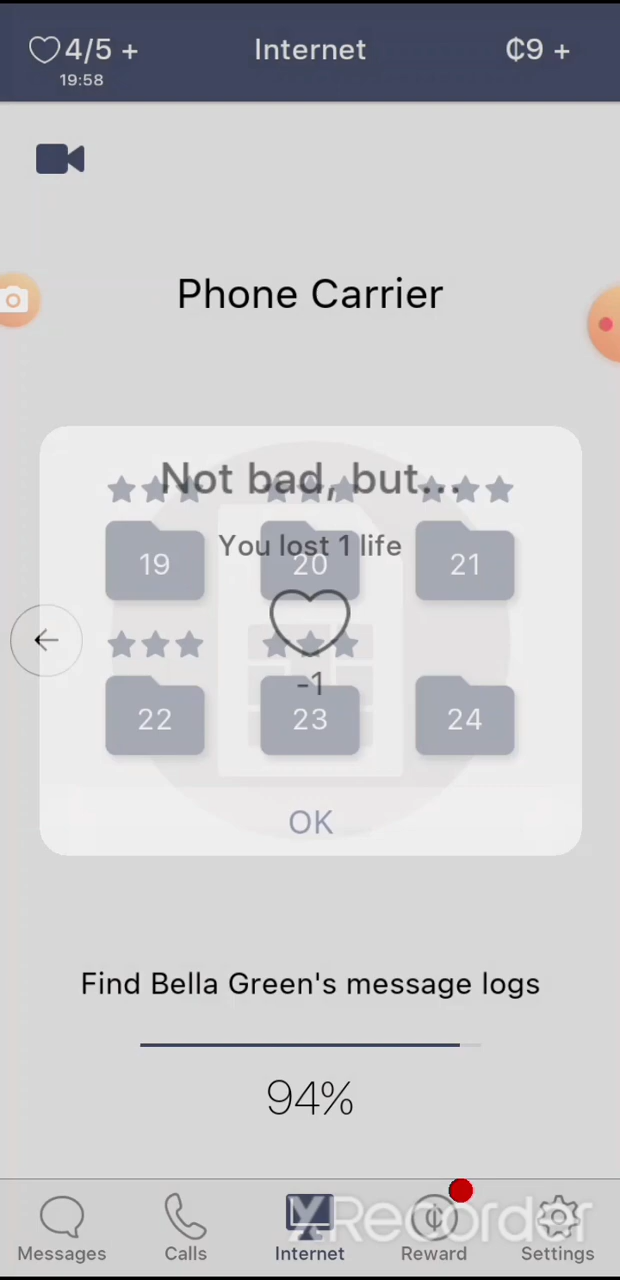 4/5 +
Internet
₵9 +
19:58
Phone Carrier
Not bad, but...
You lost 1 life
19
20
21
-1
22
23
24
OK
Find Bella Green's message logs
94%
XRecorder
Messages
Calls
Internet
Reward
Settings